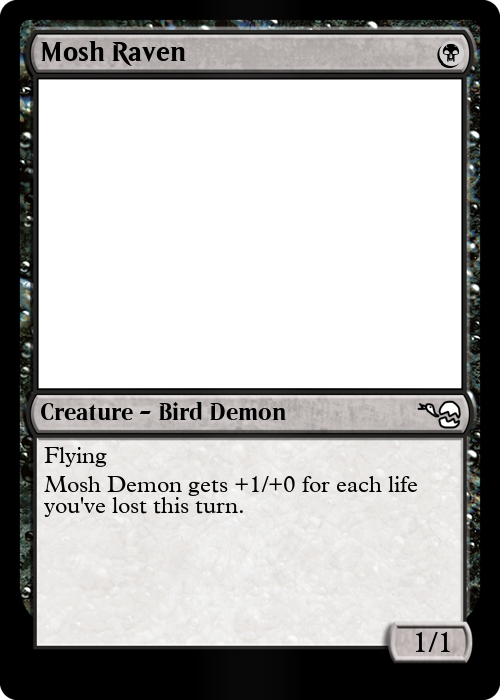 Mosh Raven
Creature – Bird Demon
Flying
Mosh Demon gets +1/+0 for each life
you've lost this turn.
1/1